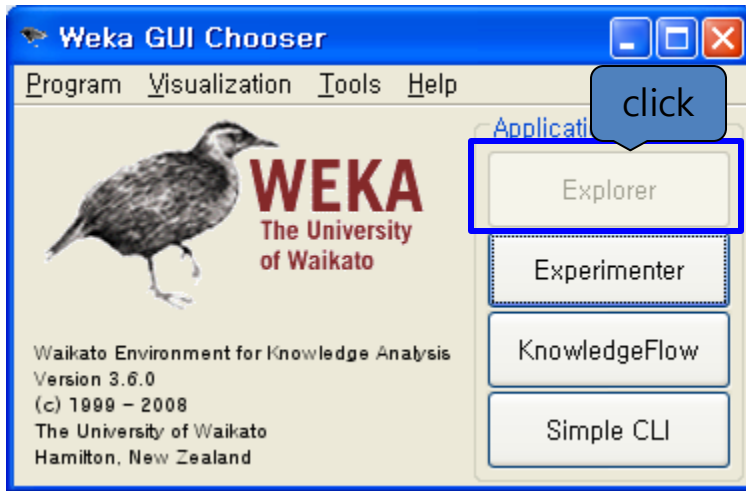 Weka GUI Chooser
Program Visualization Tools Help
click
Applicati
WEKA
The University
of Waikato
Explorer
Experimenter
KnowledgeFlow
Simple CLI
Waikato Environment for Knowledge Analysis
Version 3.6.0
(c) 1999 - 2008
The University of Waikato
Hamilton, New Zealand